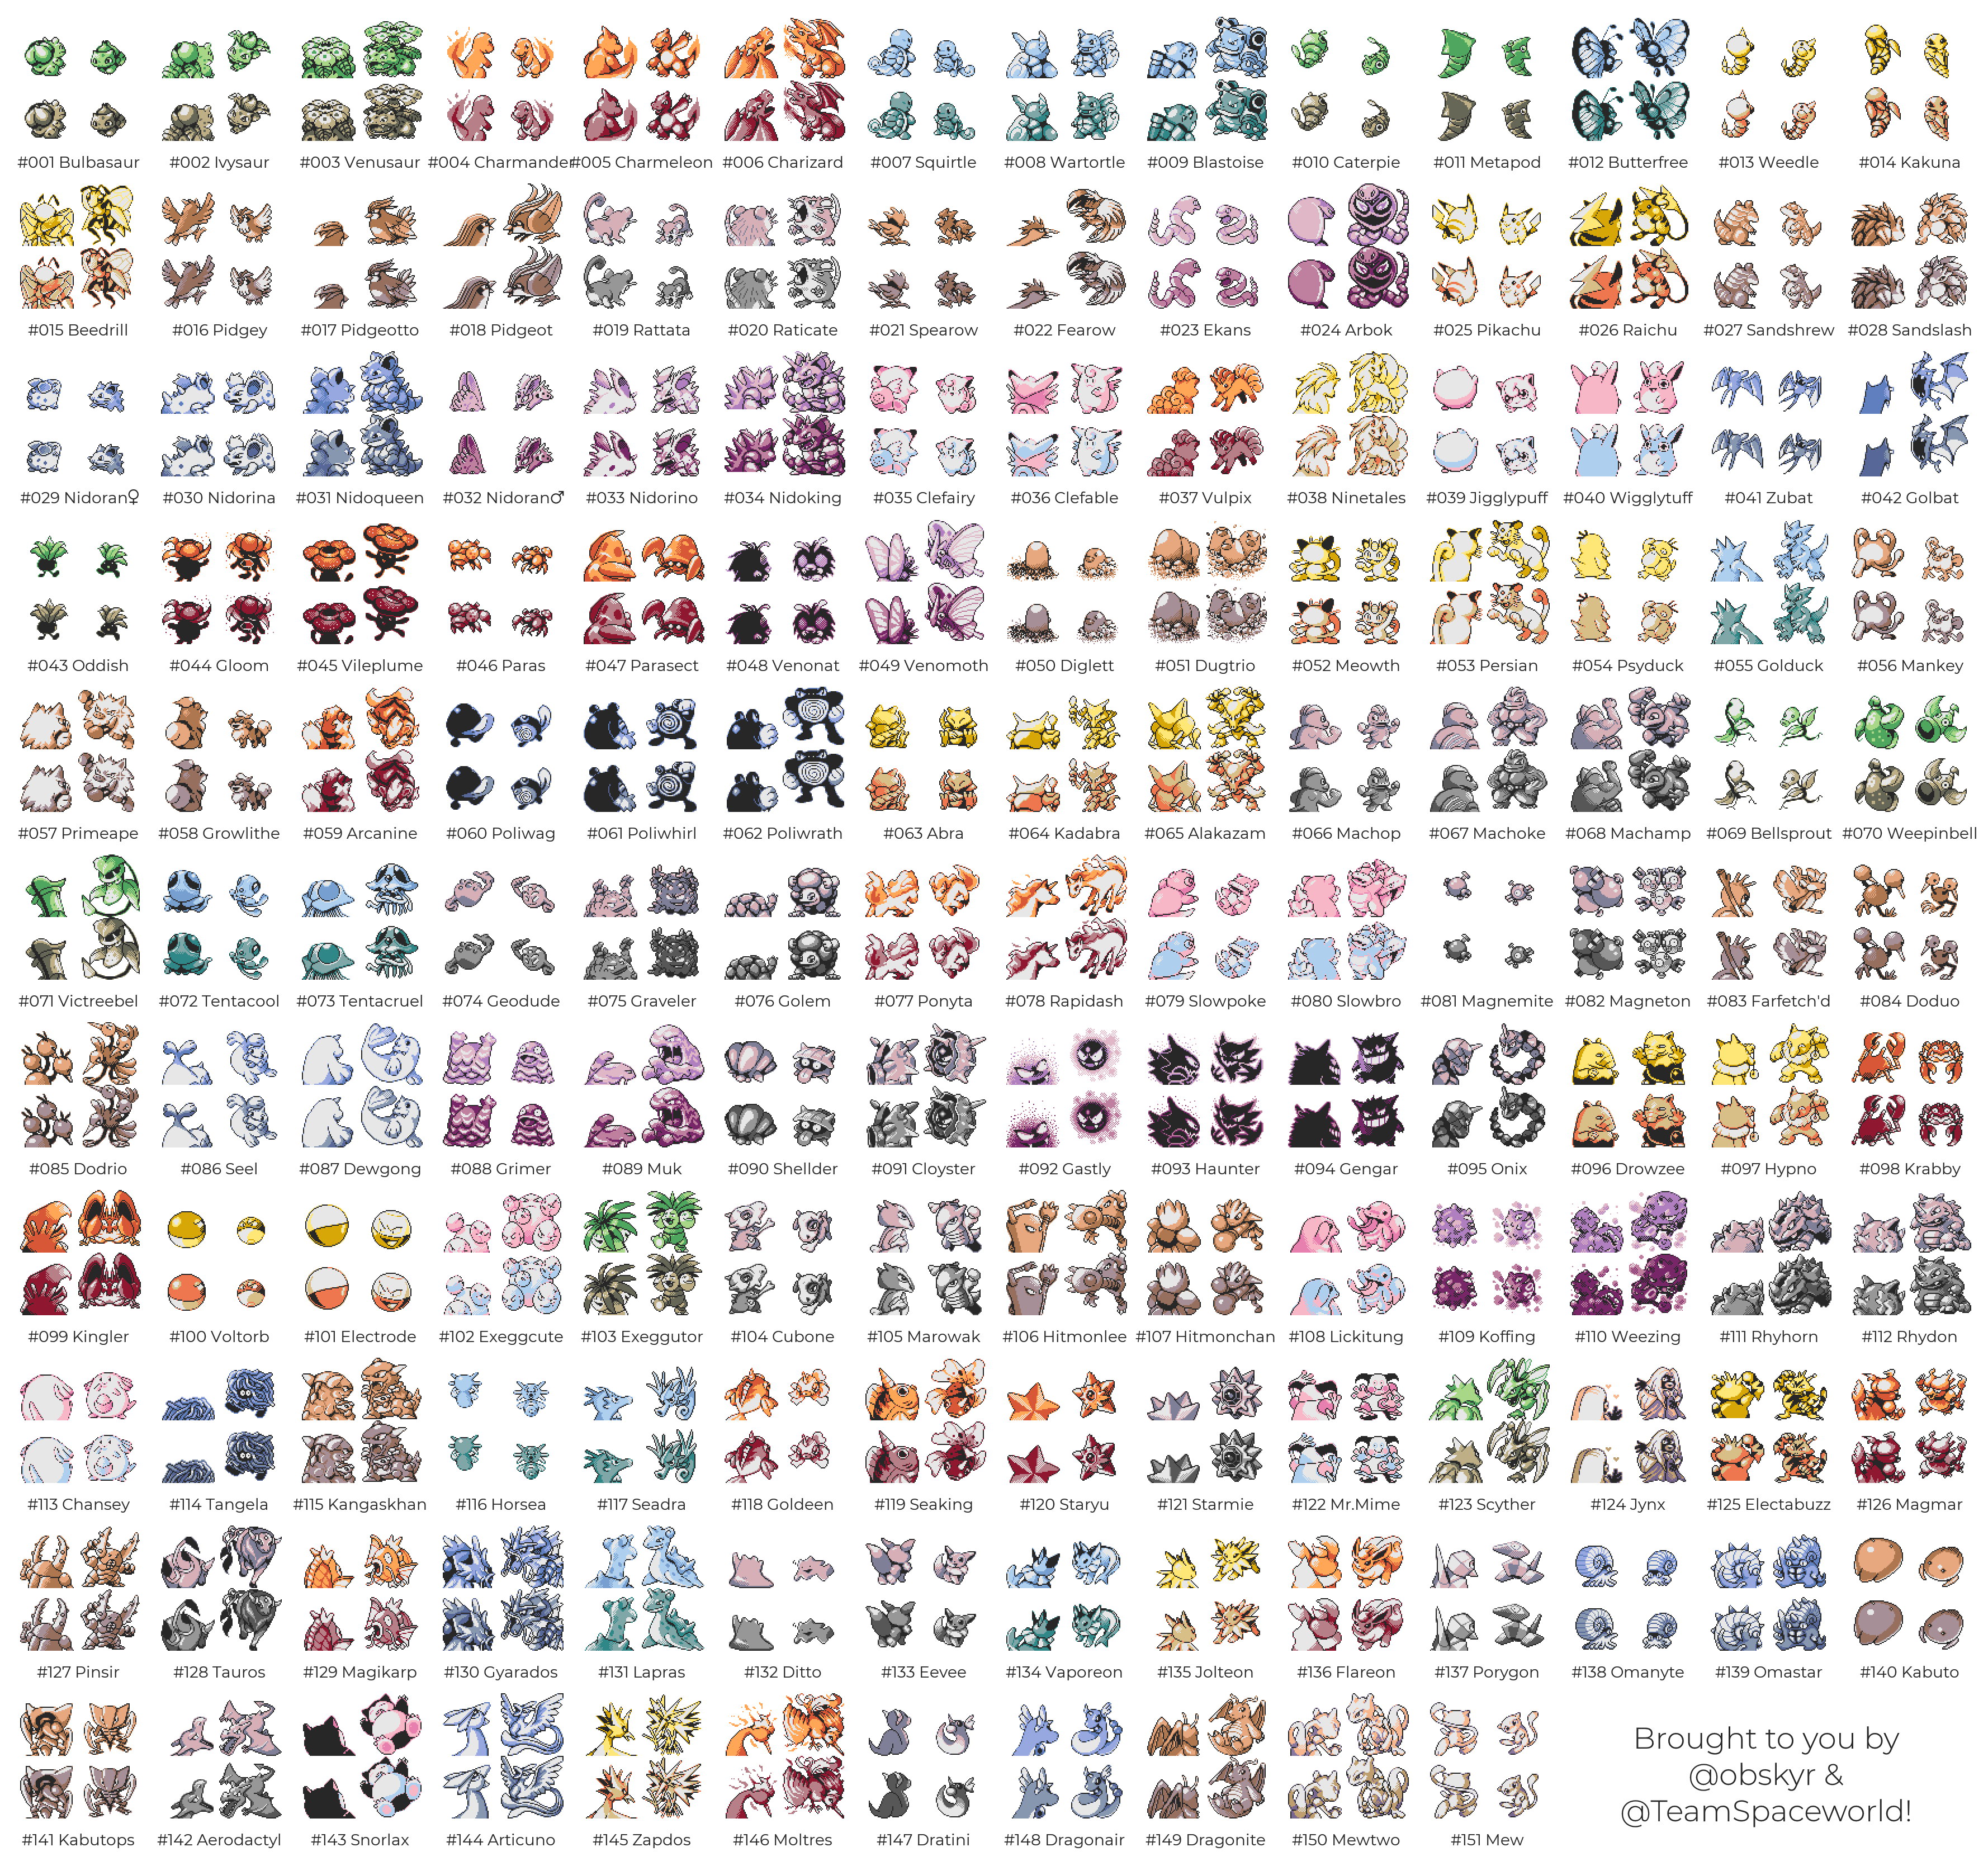 #001 Bulbasaur #002 Ivysaur #003 Venusaur #004 Charmander #005 Charmeleon #006 Charizard #007 Squirtle #008 Wartortle #009 Blastoise #010 Caterpie #011 Metapod #012 Butterfree #013 Weedle #014 Kakuna
#015 Beedrill #016 Pidgey #017 Pidgeotto #018 Pidgeot #019 Rattata #020 Raticate #021 Spearow #022 Fearow #023 Ekans #024 Arbok #025 Pikachu #026 Raichu #027 Sandshrew #028 Sandslash
#029 Nidoran♀ #030 Nidorina #031 Nidoqueen #032 Nidoran♂ #033 Nidorino #034 Nidoking #035 Clefairy #036 Clefable #037 Vulpix #038 Ninetales #039 Jigglypuff #040 Wigglytuff #041 Zubat #042 Golbat
#043 Oddish #044 Gloom #045 Vileplume #046 Paras #047 Parasect #048 Venonat #049 Venomoth #050 Diglett #051 Dugtrio #052 Meowth #053 Persian #054 Psyduck #055 Golduck #056 Mankey
#057 Primeape #058 Growlithe #059 Arcanine #060 Poliwag #061 Poliwhirl #062 Poliwrath #063 Abra #064 Kadabra #065 Alakazam #066 Machop #067 Machoke #068 Machamp #069 Bellsprout #070 Weepinbell
#071 Victreebel #072 Tentacool #073 Tentacruel #074 Geodude #075 Graveler #076 Golem #077 Ponyta #078 Rapidash #079 Slowpoke #080 Slowbro #081 Magnemite #082 Magneton #083 Farfetch'd #084 Doduo
#085 Dodrio #086 Seel #087 Dewgong #088 Grimer #089 Muk #090 Shellder #091 Cloyster #092 Gastly #093 Haunter #094 Gengar #095 Onix #096 Drowzee #097 Hypno #098 Krabby
#099 Kingler #100 Voltorb #101 Electrode #102 Exeggcute #103 Exeggutor #104 Cubone #105 Marowak #106 Hitmonlee #107 Hitmonchan #108 Lickitung #109 Koffing #110 Weezing #111 Rhyhorn #112 Rhydon
#113 Chansey #114 Tangela #115 Kangaskhan #116 Horsea #117 Seadra #118 Goldeen #119 Seaking #120 Staryu #121 Starmie #122 Mr.Mime #123 Scyther #124 Jynx #125 Electabuzz #126 Magmar
#127 Pinsir #128 Tauros #129 Magikarp #130 Gyarados #131 Lapras #132 Ditto #133 Eevee #134 Vaporeon #135 Jolteon #136 Flareon #137 Porygon #138 Omanyte #139 Omastar #140 Kabuto
#141 Kabutops #142 Aerodactyl #143 Snorlax #144 Articuno #145 Zapdos #146 Moltres #147 Dratini #148 Dragonair #149 Dragonite #150 Mewtwo #151 Mew
Brought to you by
@obskyr &
@TeamSpaceworld!